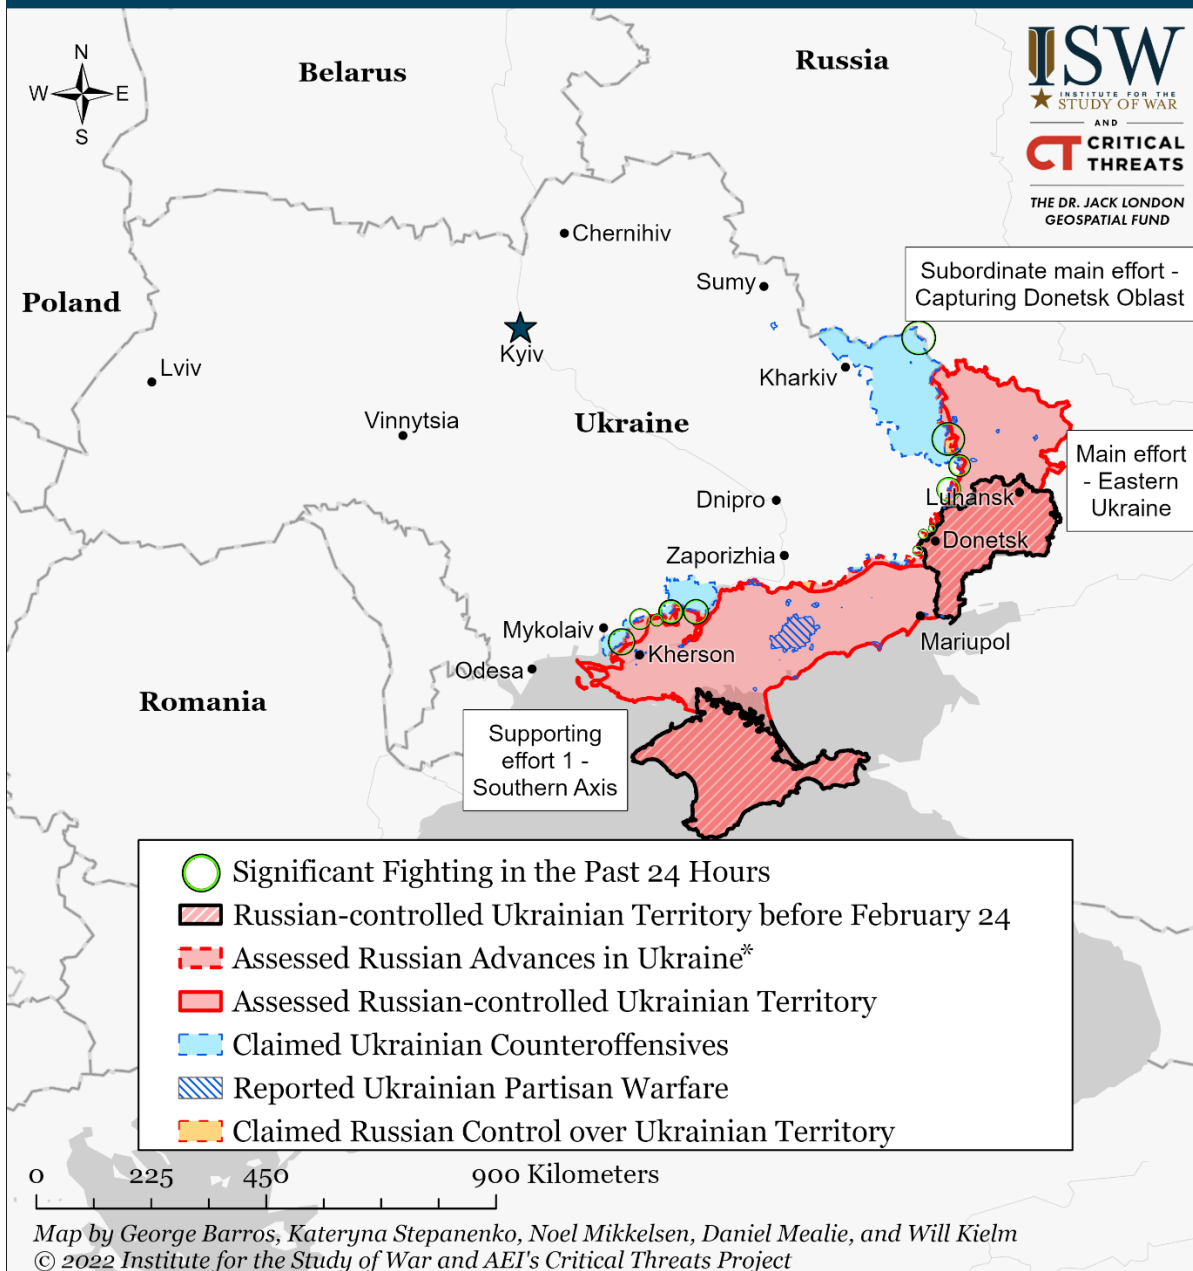 N
W E
S
Belarus
Russia
ISW
INSTITUTE FOR THE
STUDY OF WAR
AND
CT CRITICAL
THREATS
THE DR. JACK LONDON
GEOSPATIAL FUND
Chernihiv
Sumy
Subordinate main effort -
Capturing Donetsk Oblast
Poland
Kyiv
Lviv
Kharkiv
Vinnytsia
Ukraine
Main effort
- Eastern
Ukraine
Dnipro
Luhansk
Donetsk
Zaporizhia
Mykolaiv
Mariupol
Kherson
Odesa
Romania
Supporting
effort 1 -
Southern Axis
Significant Fighting in the Past 24 Hours
Russian-controlled Ukrainian Territory before February 24
Assessed Russian Advances in Ukraine*
Assessed Russian-controlled Ukrainian Territory
Claimed Ukrainian Counteroffensives
Reported Ukrainian Partisan Warfare
Claimed Russian Control over Ukrainian Territory
0 225 450 900 Kilometers
Map by George Barros, Kateryna Stepanenko, Noel Mikkelsen, Daniel Mealie, and Will Kielm
© 2022 Institute for the Study of War and AEI's Critical Threats Project